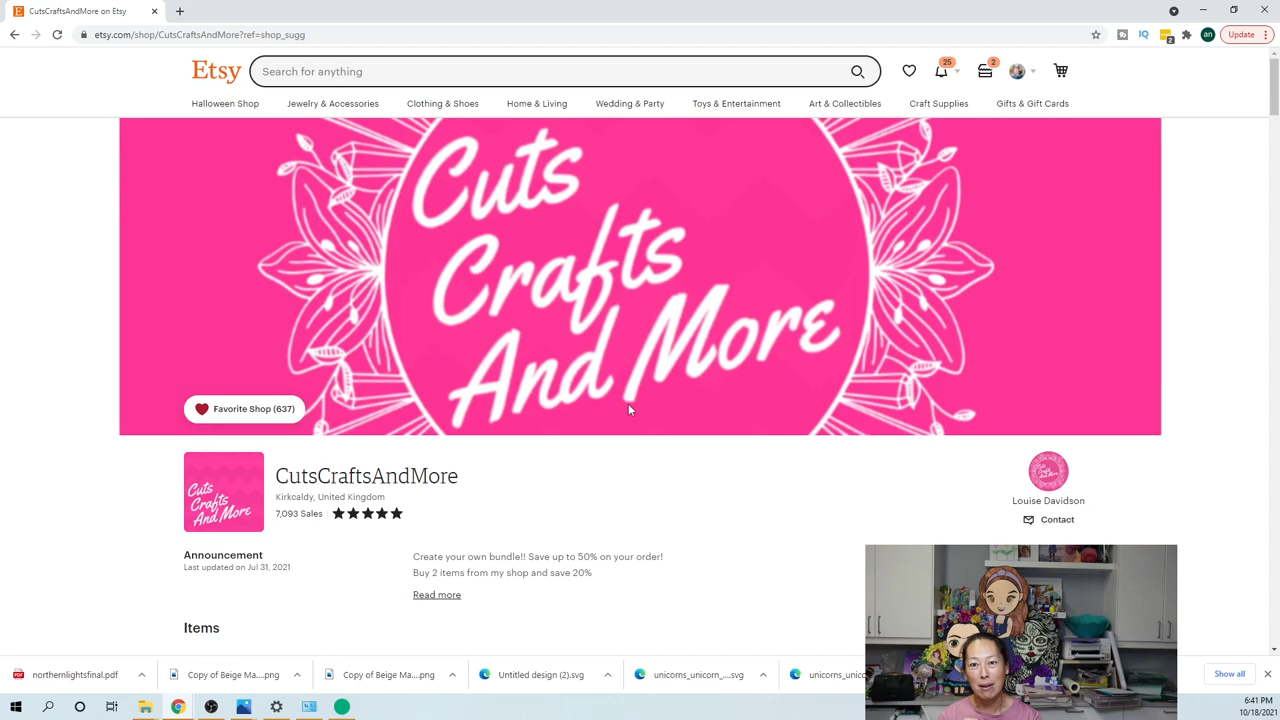 CutsCraftsAndMore on Etsy
etsy.com/shop/CutsCraftsAndMore?ref=shop_sugg
IQ
2
an
Update
Etsy
Search for anything
25
2
Halloween Shop
Jewelry & Accessories
Clothing & Shoes
Home & Living
Wedding & Party
Toys & Entertainment
Art & Collectibles
Craft Supplies
Gifts & Gift Cards
Cuts
Crafts
And More
Favorite Shop (637)
Cuts
Crafts
And More
CutsCraftsAndMore
Kirkcaldy, United Kingdom
7,093 Sales
Louise Davidson
Contact
Announcement
Last updated on Jul 31, 2021
Create your own bundle!! Save up to 50% on your order!
Buy 2 items from my shop and save 20%
Read more
Items
northernlightsfinal.pdf
Copy of Beige Ma....png
Copy of Beige Ma....png
Untitled design (2).svg
unicorns_unicorn_....svg
Show all
6:41 PM
10/18/2021